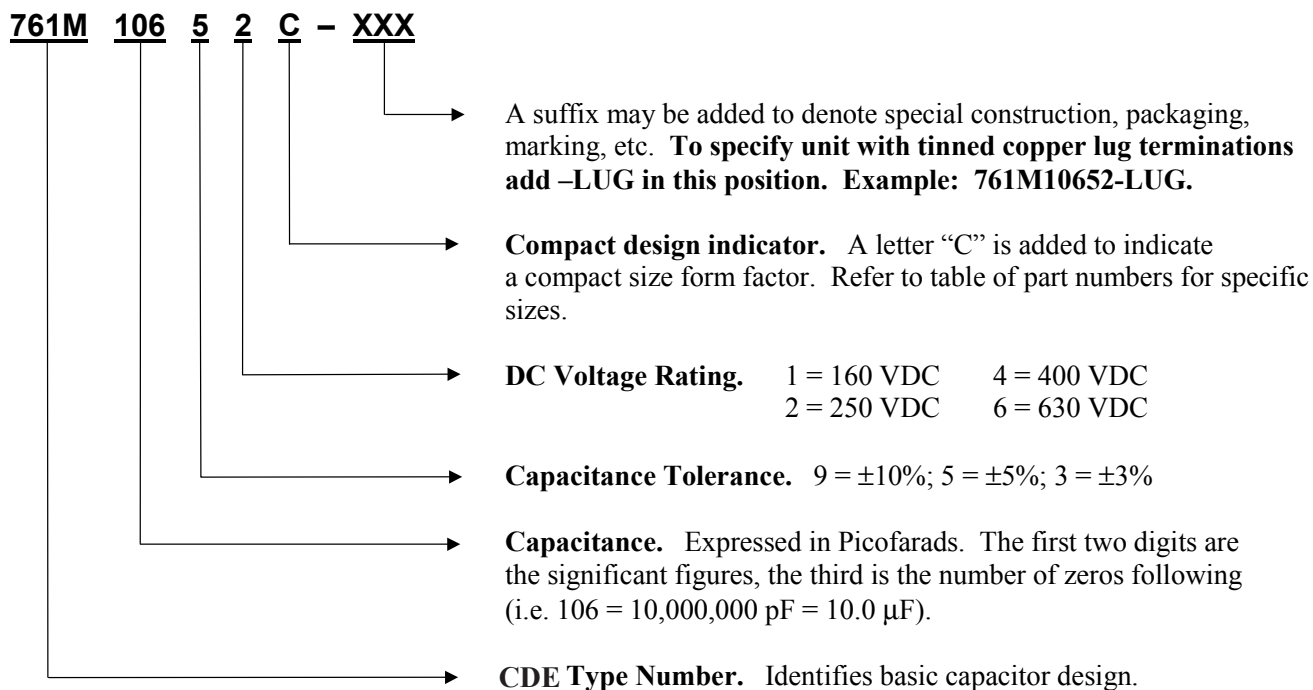 761M 106 5 2 C – XXX
A suffix may be added to denote special construction, packaging,
marking, etc. To specify unit with tinned copper lug terminations
add –LUG in this position. Example: 761M10652-LUG.
Compact design indicator. A letter “C” is added to indicate
a compact size form factor. Refer to table of part numbers for specific
sizes.
DC Voltage Rating. 1 = 160 VDC 4 = 400 VDC
2 = 250 VDC 6 = 630 VDC
Capacitance Tolerance. 9 = ±10%; 5 = ±5%; 3 = ±3%
Capacitance. Expressed in Picofarads. The first two digits are
the significant figures, the third is the number of zeros following
(i.e. 106 = 10,000,000 pF = 10.0 µF).
CDE Type Number. Identifies basic capacitor design.